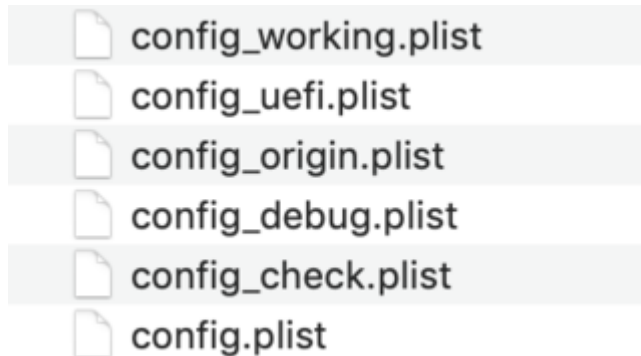 config_working.plist
config_uefi.plist
config_origin.plist
config_debug.plist
config_check.plist
config.plist